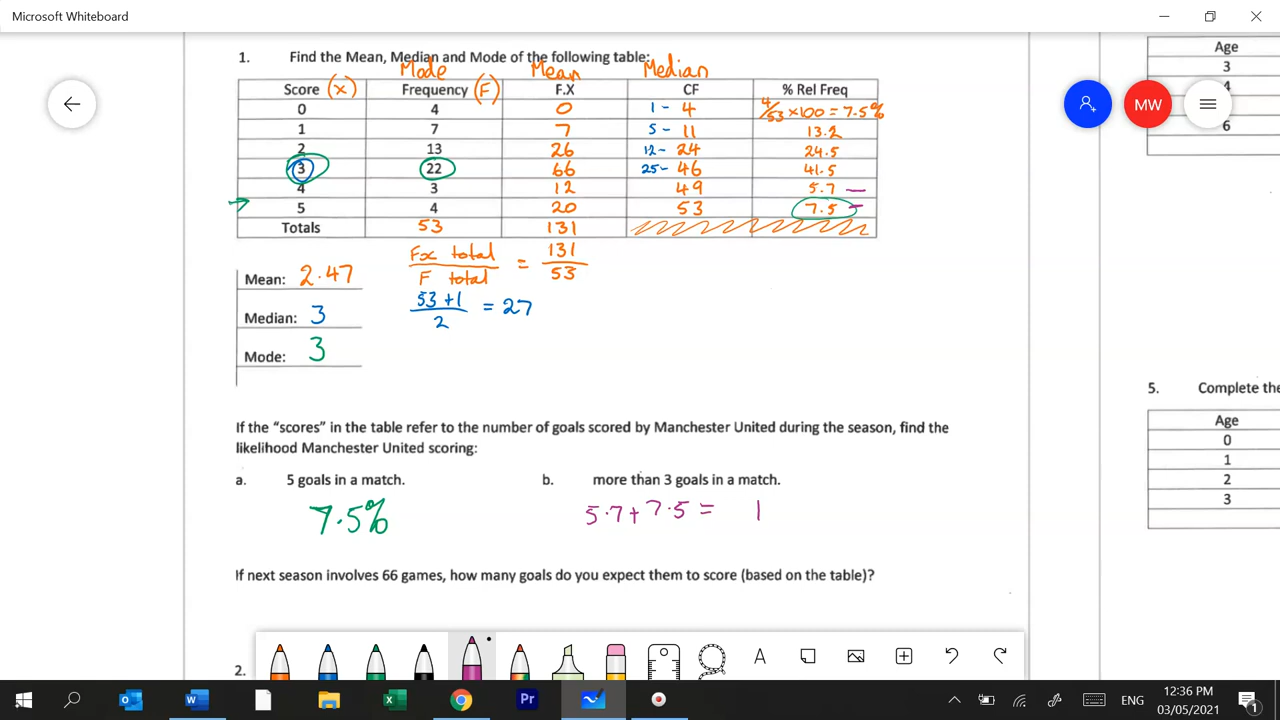 Microsoft Whiteboard
1. Find the Mean, Median and Mode of the following table:
Mode Mean Median
Score (x) Frequency (F) F.X CF % Rel Freq
0 4 0 1 - 4 4/53 ×100 = 7.5%
1 7 7 5 - 11 13.2
2 13 26 12 - 24 24.5
3 22 66 25 - 46 41.5
4 3 12 49 5.7
5 4 20 53 7.5
Totals 53 131
Fx total / F total = 131 / 53
Mean: 2.47
53+1 / 2 = 27
Median: 3
Mode: 3
If the "scores" in the table refer to the number of goals scored by Manchester United during the season, find the
likelihood Manchester United scoring:
a. 5 goals in a match. b. more than 3 goals in a match.
7.5% 5.7+7.5= 1
If next season involves 66 games, how many goals do you expect them to score (based on the table)?
2.
MW
Age
3
4
6
5. Complete the
Age
0
1
2
3
A
W
X
Pr
ENG
12:36 PM
03/05/2021
1